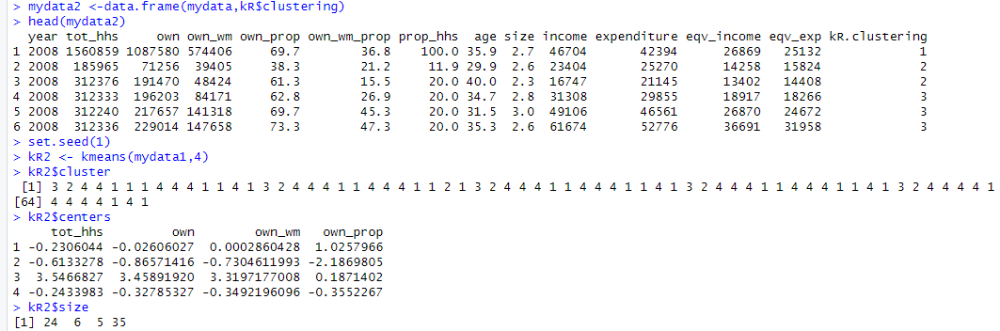 > mydata2 <-data.frame(mydata,kR$clustering)
> head(mydata2)
year tot_hhs own own_wm own_prop own_wm_prop prop_hhs age size income expenditure eqv_income eqv_exp kR.clustering
1 2008 1560859 1087580 574406 69.7 36.8 100.0 35.9 2.7 46704 42394 26869 25132 1
2 2008 185965 71256 39405 38.3 21.2 11.9 29.9 2.6 23404 25270 14258 15824 2
3 2008 312376 191470 48424 61.3 15.5 20.0 40.0 2.3 16747 21145 13402 14408 2
4 2008 312333 196203 84171 62.8 26.9 20.0 34.7 2.8 31308 29855 18917 18266 3
5 2008 312240 217657 141318 69.7 45.3 20.0 31.5 3.0 49106 46561 26870 24672 3
6 2008 312336 229014 147658 73.3 47.3 20.0 35.3 2.6 61674 52776 36691 31958 3
> set.seed(1)
> kR2 <- kmeans(mydata1,4)
> kR2$cluster
[1] 3 2 4 4 1 1 1 4 4 4 1 1 4 1 3 2 4 4 4 1 1 4 4 4 1 1 2 1 3 2 4 4 4 1 1 4 4 4 1 1 4 1 3 2 4 4 4 1 1 4 4 4 1 1 4 1 3 2 4 4 4 4 1
[64] 4 4 4 4 1 4 1
> kR2$centers
tot_hhs own own_wm own_prop
1 -0.2306044 -0.02606027 0.0002860428 1.0257966
2 -0.6133278 -0.86571416 -0.7304611993 -2.1869805
3 3.5466827 3.45891920 3.3197177008 0.1871402
4 -0.2433983 -0.32785327 -0.3492196096 -0.3552267
> kR2$size
[1] 24 6 5 35